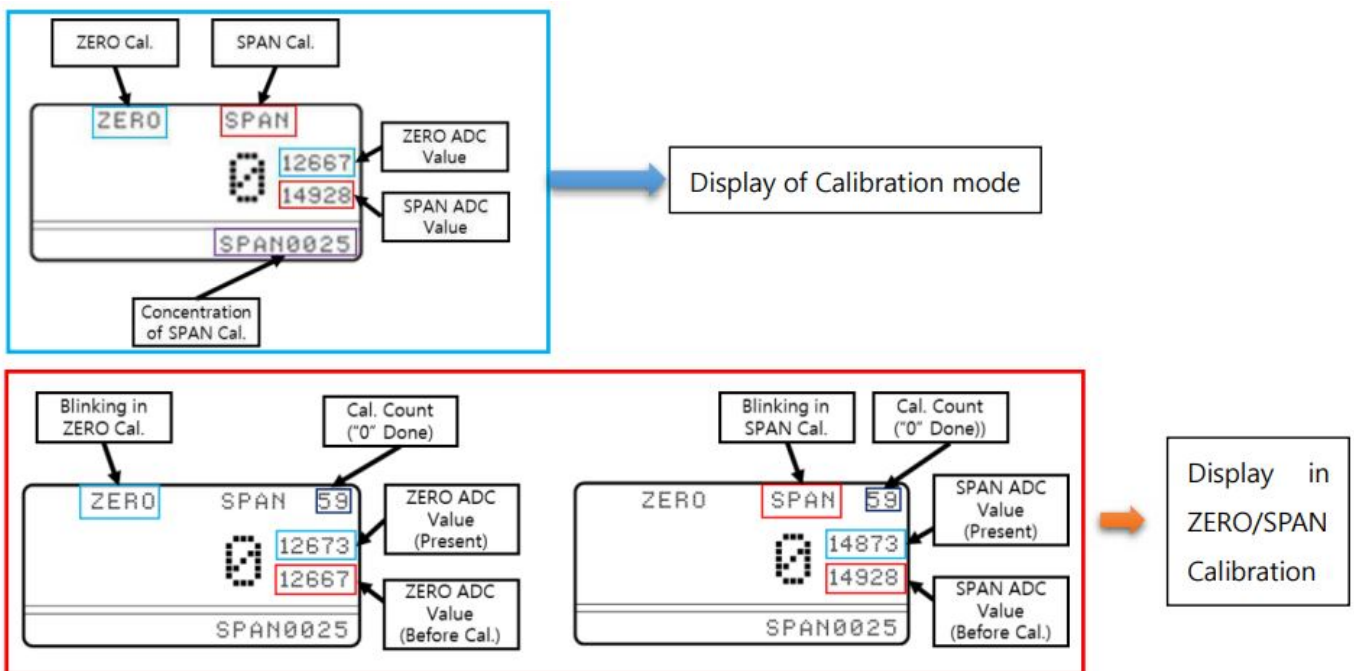 ZERO Cal.
SPAN Cal.
ZERO SPAN
ZERO ADC
Value
0
12667
14928
SPAN ADC
Value
SPAN0025
Concentration
of SPAN Cal.
Display of Calibration mode
Blinking in
ZERO Cal.
Cal. Count
("0" Done)
ZERO SPAN 59
ZERO ADC
Value
(Present)
0
12673
12667
ZERO ADC
Value
(Before Cal.)
SPAN0025
Blinking in
SPAN Cal.
Cal. Count
("0" Done))
ZERO SPAN 59
SPAN ADC
Value
(Present)
0
14873
14928
SPAN ADC
Value
(Before Cal.)
SPAN0025
Display in
ZERO/SPAN
Calibration